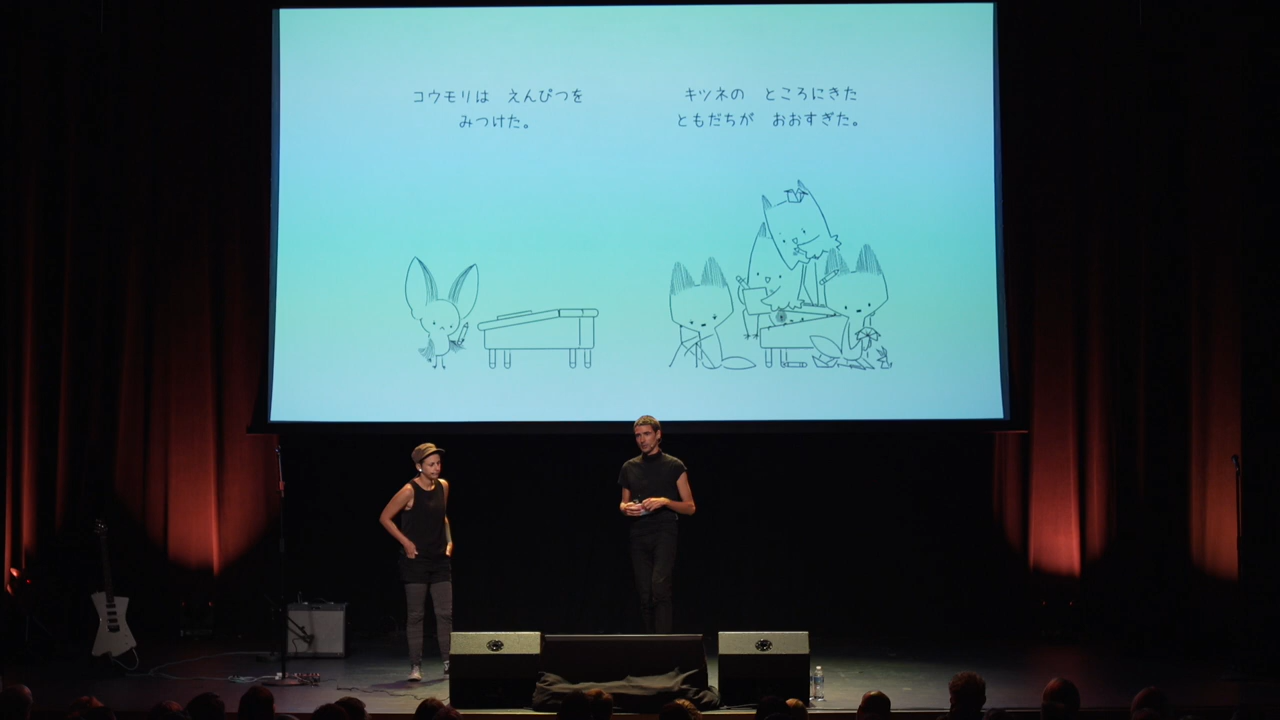 コウモリは　えんぴつを
みつけた。
キツネの　ところにきた
ともだちが　おおすぎた。